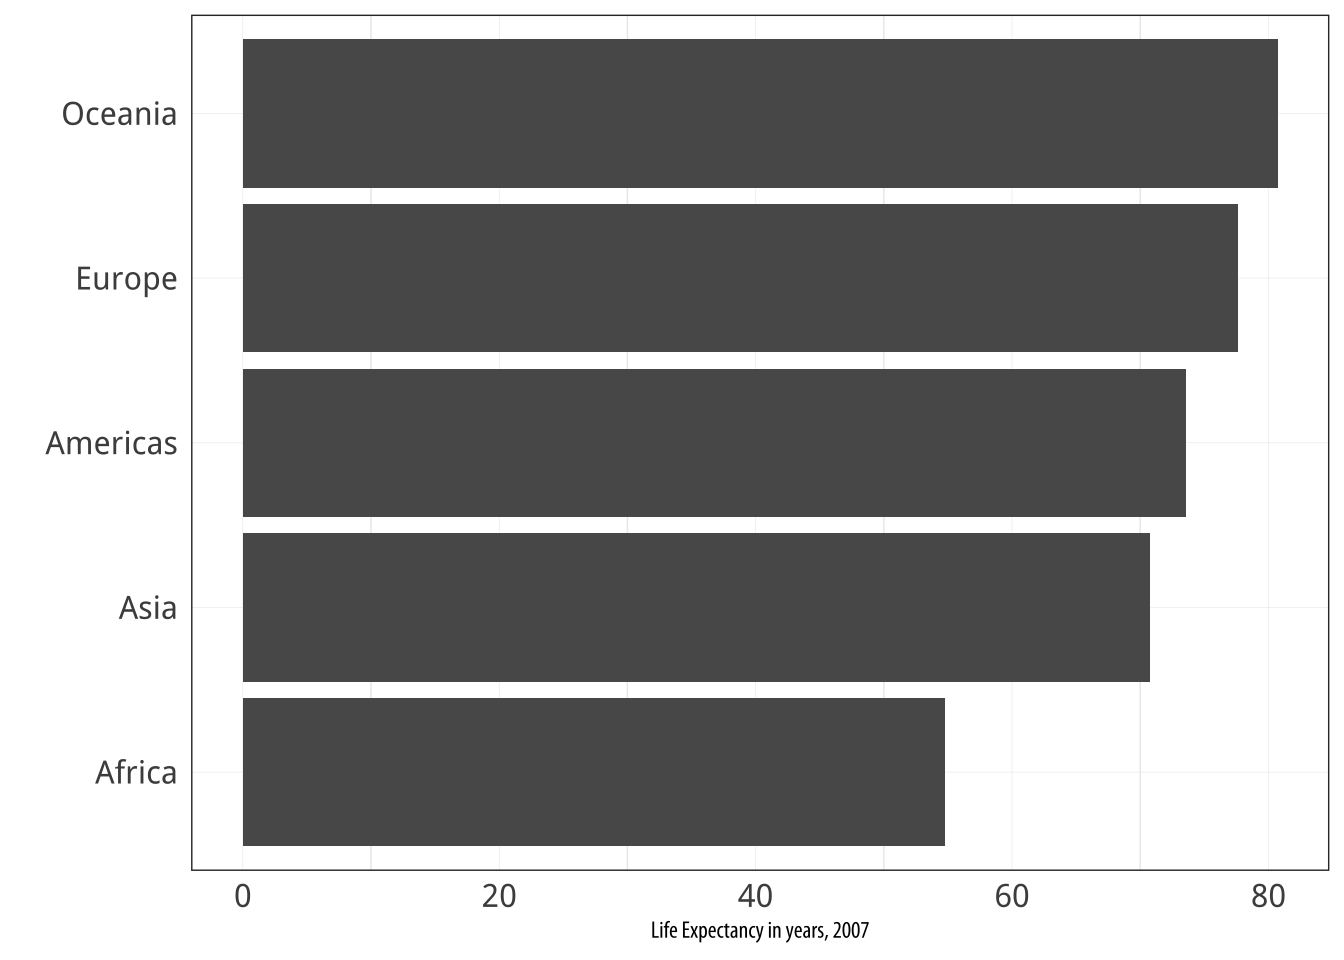 Oceania
Europe
Americas
Asia
Africa
0 20 40 60 80
Life Expectancy in years, 2007